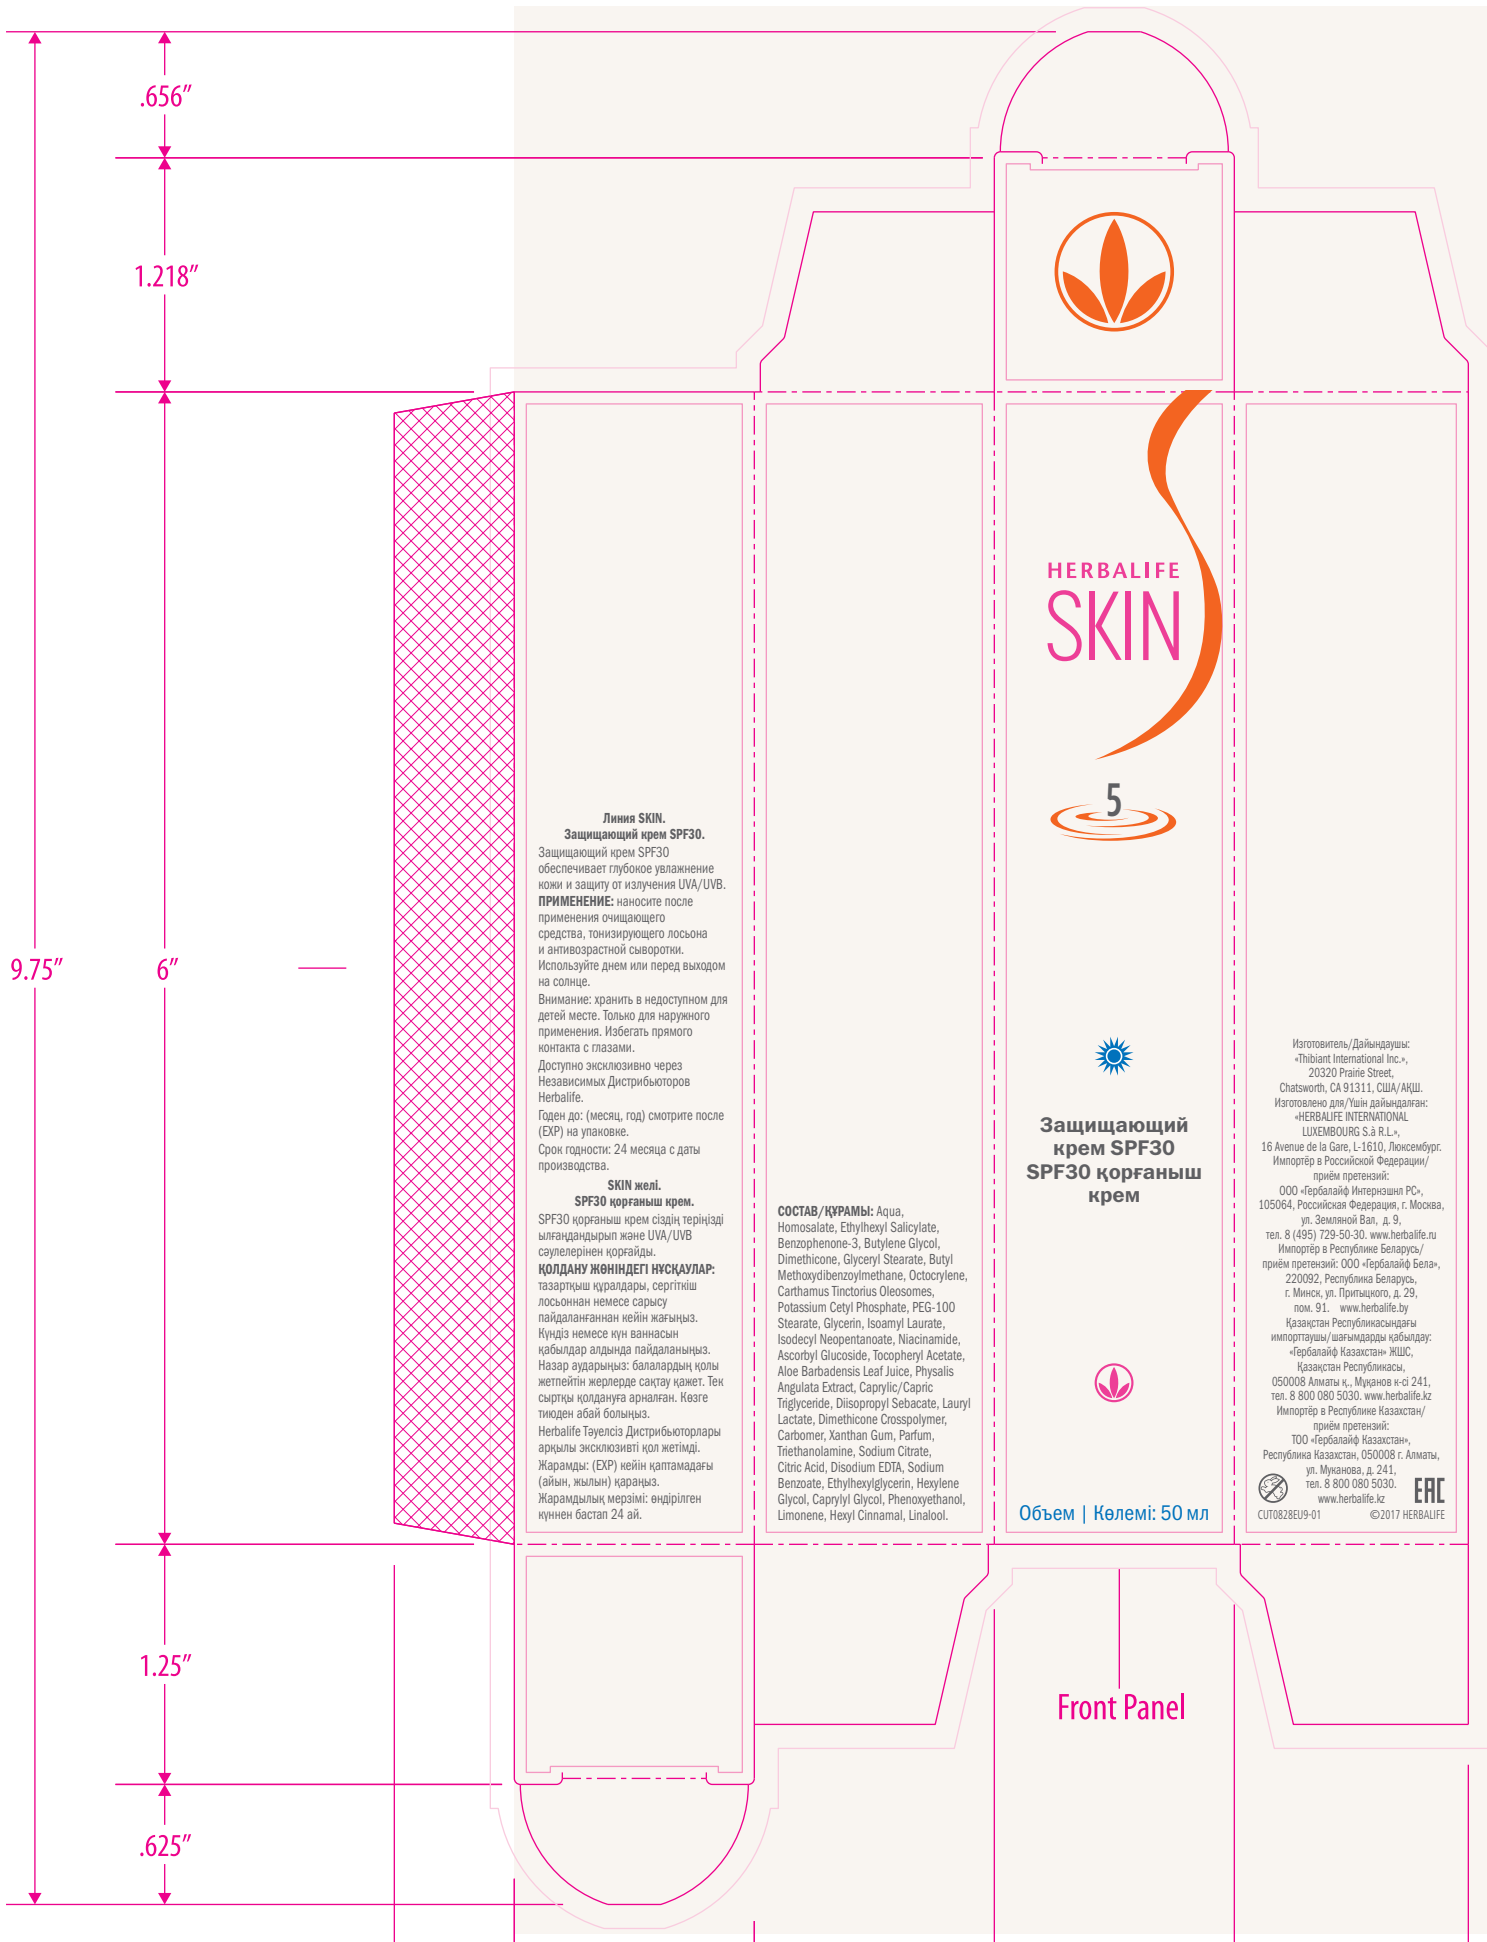 .656″
1.218″
9.75″
6″
1.25″
.625″
Линия SKIN.
Защищающий крем SPF30.
Защищающий крем SPF30
обеспечивает глубокое увлажнение
кожи и защиту от излучения UVA/UVB.
ПРИМЕНЕНИЕ: наносите после
применения очищающего
средства, тонизирующего лосьона
и антивозрастной сыворотки.
Используйте днем или перед выходом
на солнце.
Внимание: хранить в недоступном для
детей месте. Только для наружного
применения. Избегать прямого
контакта с глазами.
Доступно эксклюзивно через
Независимых Дистрибьюторов
Herbalife.
Годен до: (месяц, год) смотрите после
(EXP) на упаковке.
Срок годности: 24 месяца с даты
производства.
SKIN желі.
SPF30 қорғаныш крем.
SPF30 қорғаныш крем сіздің теріңізді
ылғаңдандырып және UVA/UVB
сәулелерінен қорғайды.
ҚОЛДАНУ ЖӨНІНДЕГІ НҰСҚАУЛАР:
тазартқыш құралдары, сергіткіш
лосьоннан немесе сарысу
пайдаланғаннан кейін жағыңыз.
Күндіз немесе күн ваннасын
қабылдар алдында пайдаланыңыз.
Назар аударыңыз: балалардың қолы
жетпейтін жерлерде сақтау қажет. Тек
сыртқы қолдануға арналған. Көзге
тиюден абай болыңыз.
Herbalife Тәуелсіз Дистрибьюторлары
арқылы эксклюзивті қол жетімді.
Жарамды: (EXP) кейін қаптамадағы
(айын, жылын) қараңыз.
Жарамдылық мерзімі: өндірілген
күннен бастап 24 ай.
СОСТАВ/ҚҰРАМЫ: Aqua,
Homosalate, Ethylhexyl Salicylate,
Benzophenone-3, Butylene Glycol,
Dimethicone, Glyceryl Stearate, Butyl
Methoxydibenzoylmethane, Octocrylene,
Carthamus Tinctorius Oleosomes,
Potassium Cetyl Phosphate, PEG-100
Stearate, Glycerin, Isoamyl Laurate,
Isodecyl Neopentanoate, Niacinamide,
Ascorbyl Glucoside, Tocopheryl Acetate,
Aloe Barbadensis Leaf Juice, Physalis
Angulata Extract, Caprylic/Capric
Triglyceride, Diisopropyl Sebacate, Lauryl
Lactate, Dimethicone Crosspolymer,
Carbomer, Xanthan Gum, Parfum,
Triethanolamine, Sodium Citrate,
Citric Acid, Disodium EDTA, Sodium
Benzoate, Ethylhexylglycerin, Hexylene
Glycol, Caprylyl Glycol, Phenoxyethanol,
Limonene, Hexyl Cinnamal, Linalool.
HERBALIFE
SKIN
5
Защищающий
крем SPF30
SPF30 қорғаныш
крем
Объем | Көлемі: 50 мл
Front Panel
Изготовитель/Дайындаушы:
«Thibiant International Inc.»,
20320 Prairie Street,
Chatsworth, CA 91311, США/АҚШ.
Изготовлено для/Үшін дайындалған:
«HERBALIFE INTERNATIONAL
LUXEMBOURG S.à R.L.»,
16 Avenue de la Gare, L-1610, Люксембург.
Импортёр в Российской Федерации/
приём претензий:
ООО «Гербалайф Интернэшнл РС»,
105064, Российская Федерация, г. Москва,
ул. Земляной Вал, д. 9,
тел. 8 (495) 729-50-30. www.herbalife.ru
Импортёр в Республике Беларусь/
приём претензий: ООО «Гербалайф Бела»,
220092, Республика Беларусь,
г. Минск, ул. Притыцкого, д. 29,
пом. 91. www.herbalife.by
Қазақстан Республикасындағы
импорттаушы/шағымдарды қабылдау:
«Гербалайф Казахстан» ЖШС,
Қазақстан Республикасы,
050008 Алматы қ., Мұқанов к-сі 241,
тел. 8 800 080 5030. www.herbalife.kz
Импортёр в Республике Казахстан/
приём претензий:
ТОО «Гербалайф Казахстан»,
Республика Казахстан, 050008 г. Алматы,
ул. Муканова, д. 241,
тел. 8 800 080 5030.
www.herbalife.kz
EAC
CUT0828EU9-01 ©2017 HERBALIFE